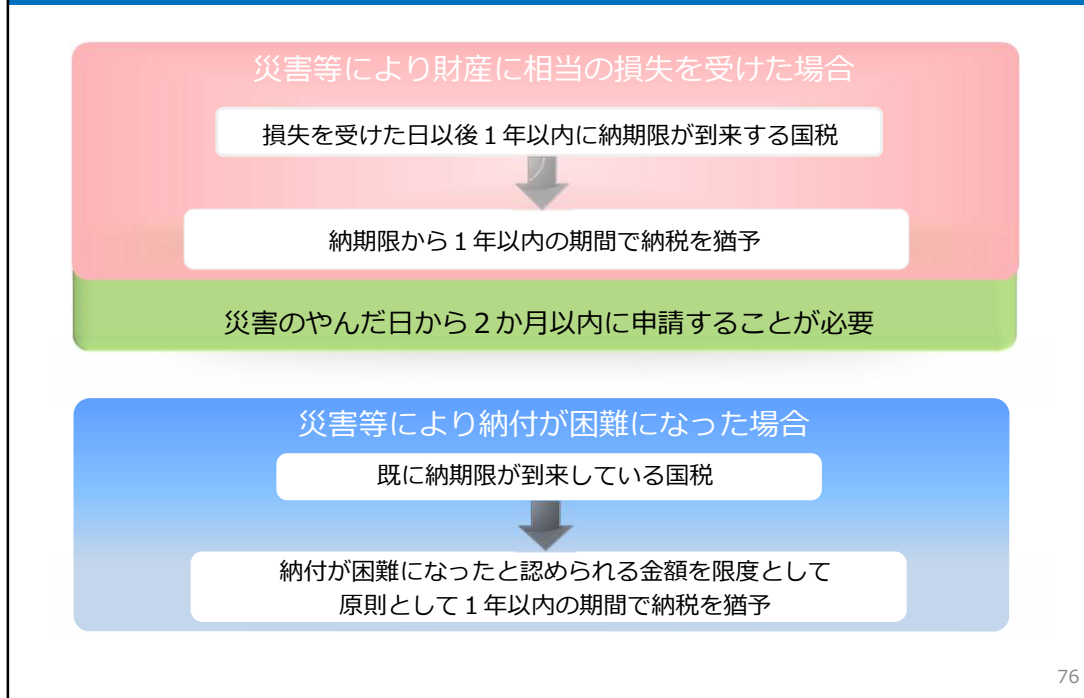 災害等により財産に相当の損失を受けた場合
損失を受けた日以後１年以内に納期限が到来する国税
納期限から１年以内の期間で納税を猶予
災害のやんだ日から２か月以内に申請することが必要
災害等により納付が困難になった場合
既に納期限が到来している国税
納付が困難になったと認められる金額を限度として
原則として１年以内の期間で納税を猶予
76